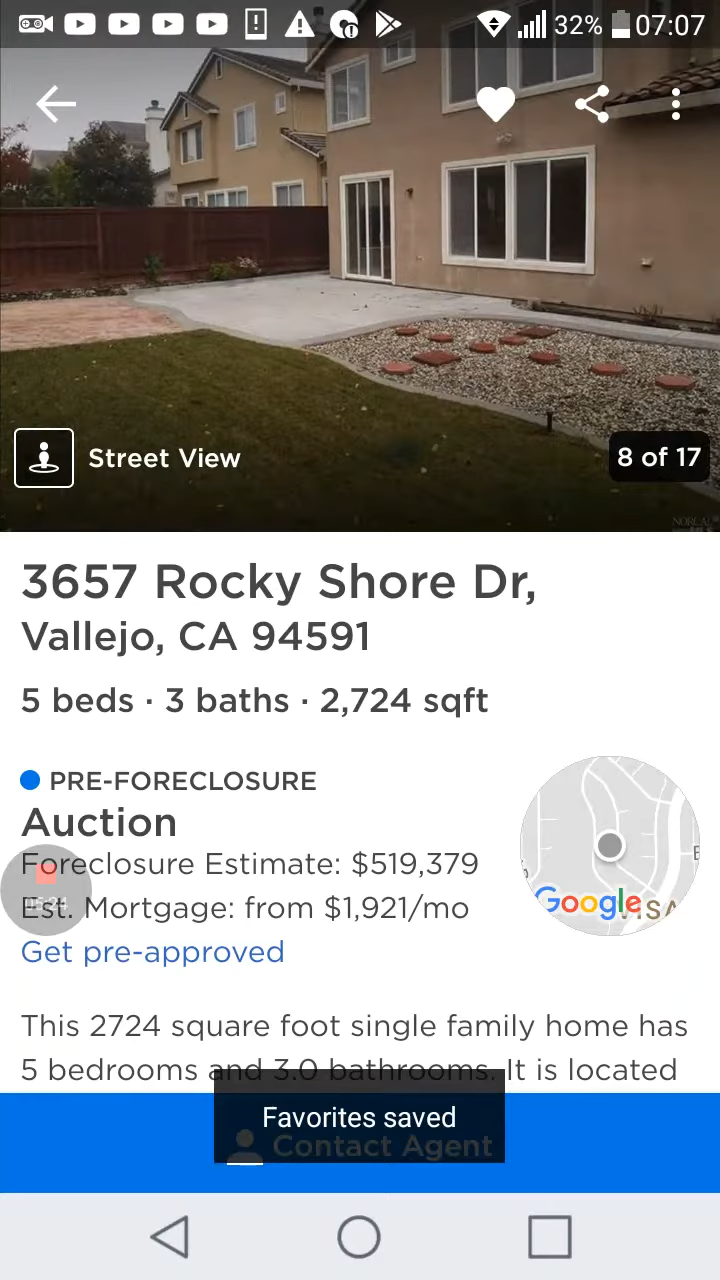 32% 07:07
Street View
8 of 17
NORCAL
3657 Rocky Shore Dr,
Vallejo, CA 94591
5 beds · 3 baths · 2,724 sqft
PRE-FORECLOSURE
Auction
Foreclosure Estimate: $519,379
Est. Mortgage: from $1,921/mo
Google
Get pre-approved
This 2724 square foot single family home has
5 bedrooms and 3.0 bathrooms. It is located
Favorites saved
Contact Agent